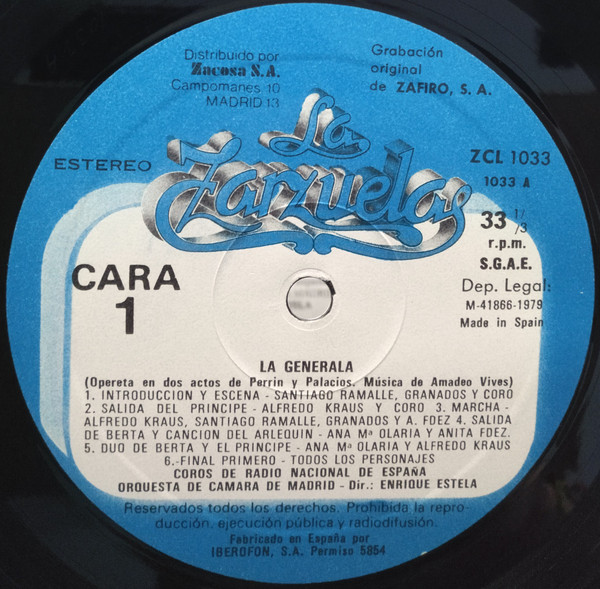 Distribuido por
Zacosa S.A.
Campomanes 10
MADRID 13
Grabación
original
de ZAFIRO, S. A.
La
Zarzuela
ESTEREO
ZCL 1033
1033 A
33 1/3
r.p.m.
S.G.A.E.
Dep. Legal:
M-41866-1979
Made in Spain
CARA
1
LA GENERALA
(Opereta en dos actos de Perrin y Palacios. Música de Amadeo Vives)
1. INTRODUCCION Y ESCENA - SANTIAGO RAMALLE, GRANADOS Y CORO
2. SALIDA DEL PRINCIPE - ALFREDO KRAUS Y CORO 3. MARCHA -
ALFREDO KRAUS, SANTIAGO RAMALLE, GRANADOS Y A. FDEZ 4. SALIDA
DE BERTA Y CANCION DEL ARLEQUIN - ANA Mª OLARIA Y ANITA FDEZ.
5. DUO DE BERTA Y EL PRINCIPE - ANA Mª OLARIA Y ALFREDO KRAUS
6.-FINAL PRIMERO - TODOS LOS PERSONAJES
COROS DE RADIO NACIONAL DE ESPAÑA
ORQUESTA DE CAMARA DE MADRID - Dir.: ENRIQUE ESTELA
Reservados todos los derechos. Prohibida la repro-
ducción, ejecución pública y radiodifusión.
Fabricado en España por
IBEROFON, S.A. Permiso 5864